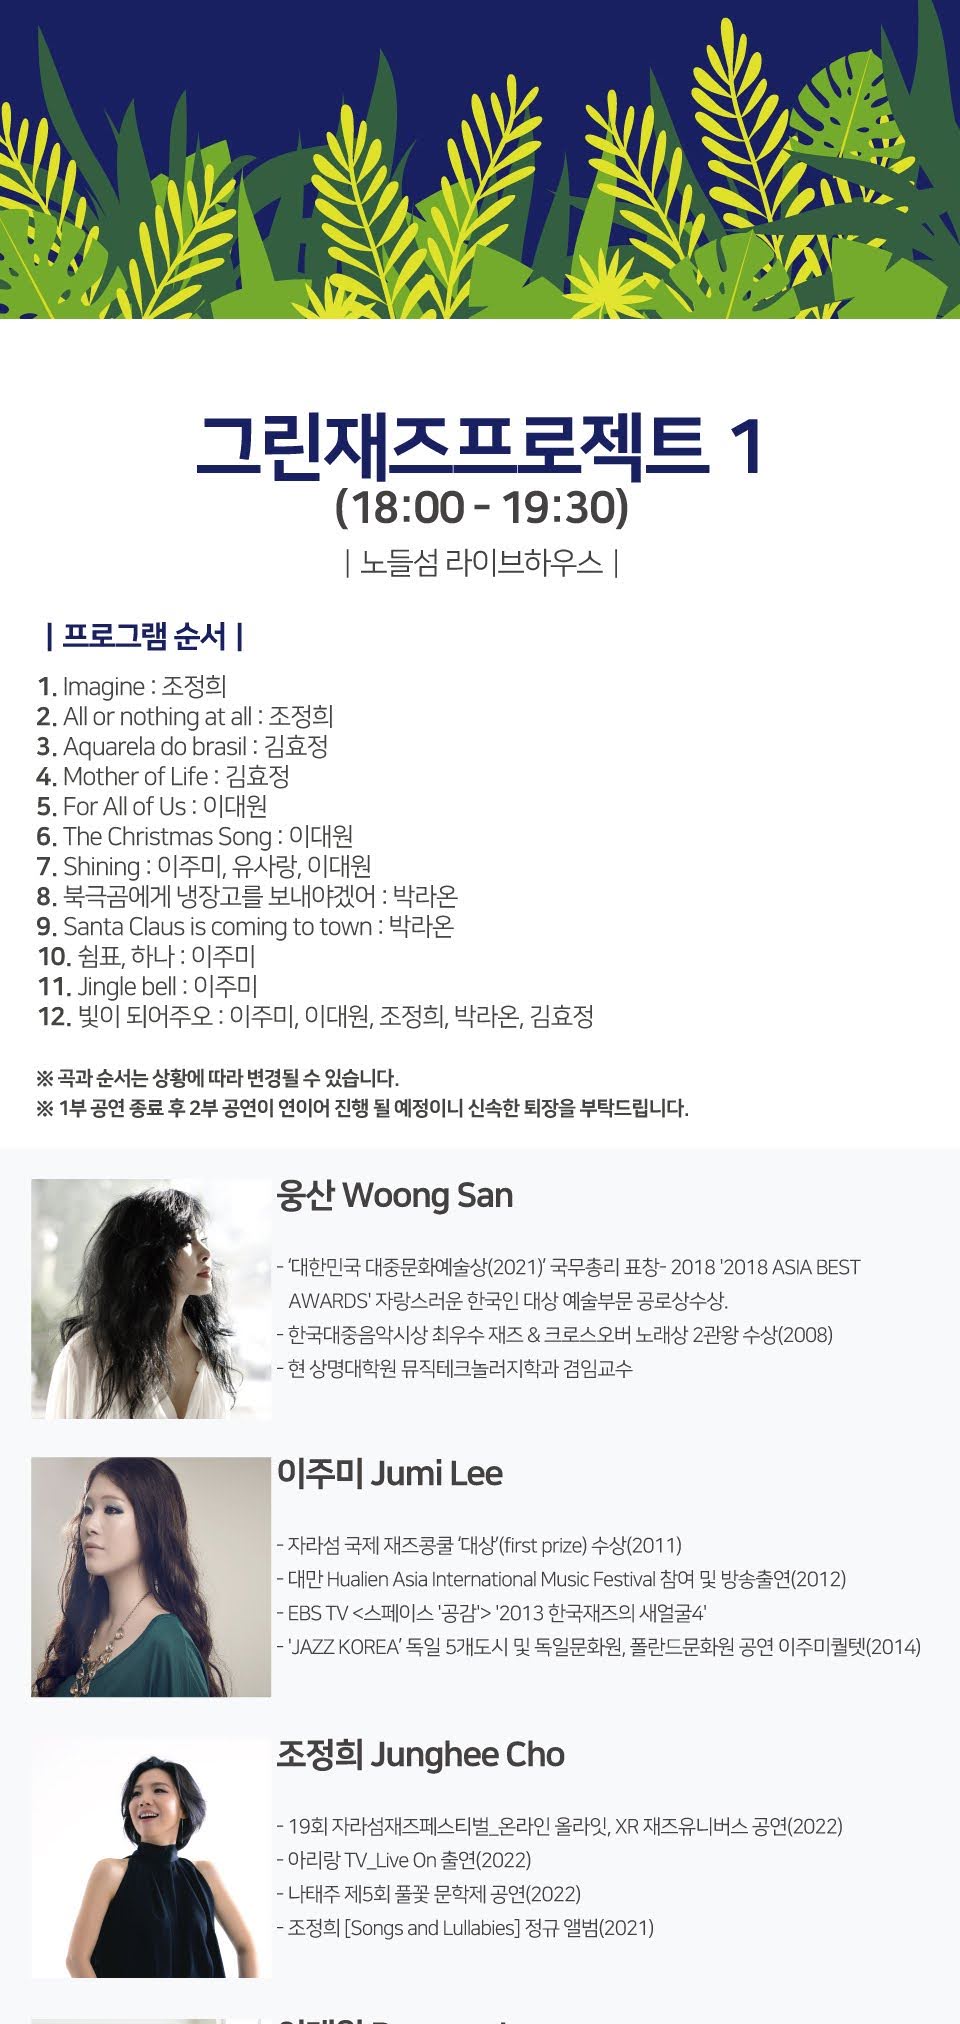 그린재즈프로젝트 1
(18:00 - 19:30)
| 노들섬 라이브하우스 |
| 프로그램 순서 |
1. Imagine : 조정희
2. All or nothing at all : 조정희
3. Aquarela do brasil : 김효정
4. Mother of Life : 김효정
5. For All of Us : 이대원
6. The Christmas Song : 이대원
7. Shining : 이주미, 유사랑, 이대원
8. 북극곰에게 냉장고를 보내야겠어 : 박라온
9. Santa Claus is coming to town : 박라온
10. 쉼표, 하나 : 이주미
11. Jingle bell : 이주미
12. 빛이 되어주오 : 이주미, 이대원, 조정희, 박라온, 김효정
※ 곡과 순서는 상황에 따라 변경될 수 있습니다.
※ 1부 공연 종료 후 2부 공연이 연이어 진행 될 예정이니 신속한 퇴장을 부탁드립니다.
웅산 Woong San
- ‘대한민국 대중문화예술상(2021)’ 국무총리 표창- 2018 '2018 ASIA BEST
AWARDS' 자랑스러운 한국인 대상 예술부문 공로상수상.
- 한국대중음악시상 최우수 재즈 & 크로스오버 노래상 2관왕 수상(2008)
- 현 상명대학원 뮤직테크놀러지학과 겸임교수
이주미 Jumi Lee
- 자라섬 국제 재즈콩쿨 ‘대상’(first prize) 수상(2011)
- 대만 Hualien Asia International Music Festival 참여 및 방송출연(2012)
- EBS TV <스페이스 '공감'> '2013 한국재즈의 새얼굴4'
- 'JAZZ KOREA’ 독일 5개도시 및 독일문화원, 폴란드문화원 공연 이주미퀄텟(2014)
조정희 Junghee Cho
- 19회 자라섬재즈페스티벌_온라인 올라잇, XR 재즈유니버스 공연(2022)
- 아리랑 TV_Live On 출연(2022)
- 나태주 제5회 풀꽃 문학제 공연(2022)
- 조정희 [Songs and Lullabies] 정규 앨범(2021)